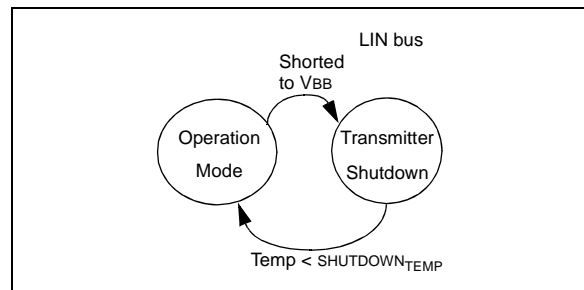 LIN bus
Shorted
to VBB
Operation
Mode
Transmitter
Shutdown
Temp < SHUTDOWNTEMP